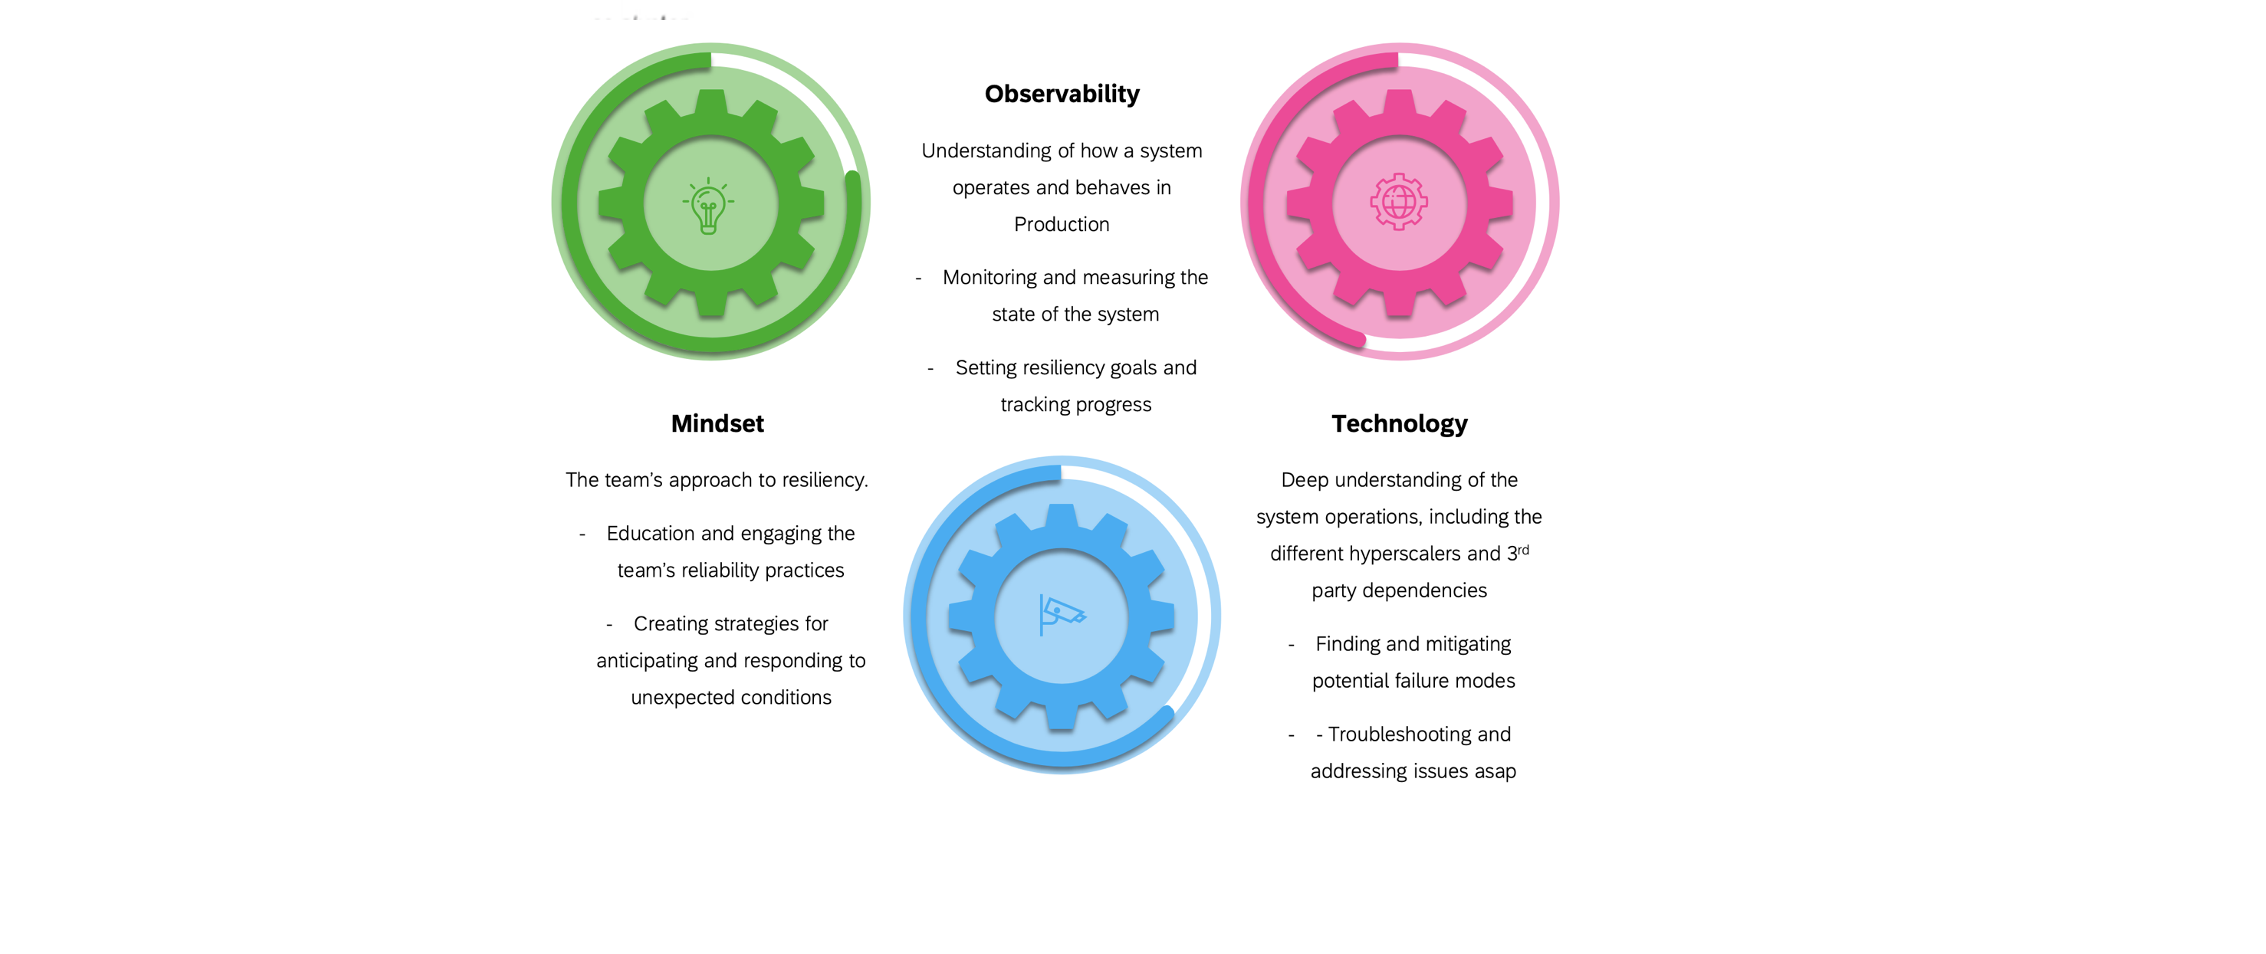 Observability
Understanding of how a system
operates and behaves in
Production
- Monitoring and measuring the
state of the system
- Setting resiliency goals and
tracking progress
Mindset
The team’s approach to resiliency.
- Education and engaging the
team’s reliability practices
- Creating strategies for
anticipating and responding to
unexpected conditions
Technology
Deep understanding of the
system operations, including the
different hyperscalers and 3rd
party dependencies
- Finding and mitigating
potential failure modes
- - Troubleshooting and
addressing issues asap